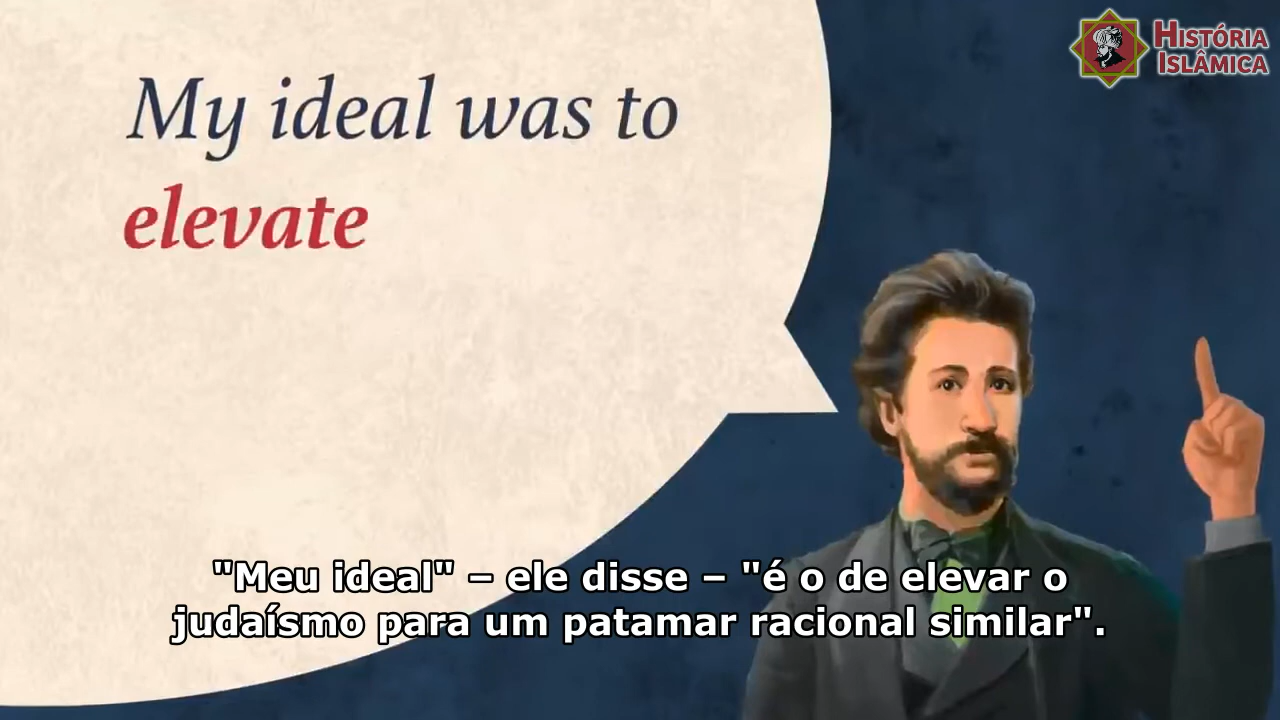 HISTÓRIA
ISLÂMICA
My ideal was to
elevate
"Meu ideal" – ele disse – "é o de elevar o
judaísmo para um patamar racional similar".